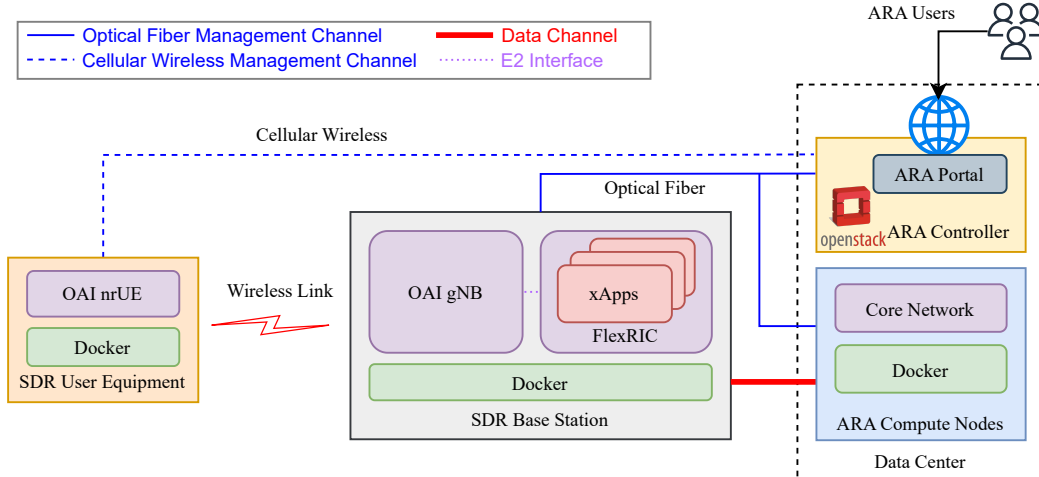 ARA Users
Optical Fiber Management Channel
Data Channel
Cellular Wireless Management Channel
E2 Interface
Cellular Wireless
Optical Fiber
ARA Portal
openstack
ARA Controller
OAI nrUE
Docker
SDR User Equipment
Wireless Link
OAI gNB
xApps
FlexRIC
Docker
SDR Base Station
Core Network
Docker
ARA Compute Nodes
Data Center